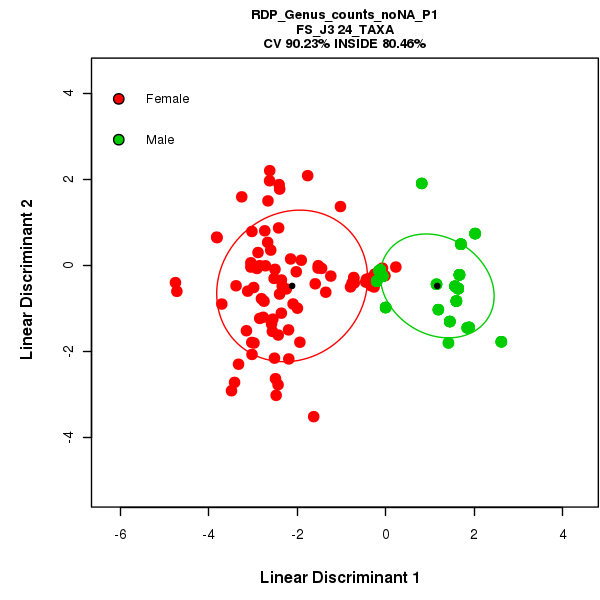 RDP_Genus_counts_noNA_P1
FS_J3 24_TAXA
CV 90.23% INSIDE 80.46%
Female
Male
4
2
0
-2
-4
Linear Discriminant 2
-6
-4
-2
0
2
4
Linear Discriminant 1